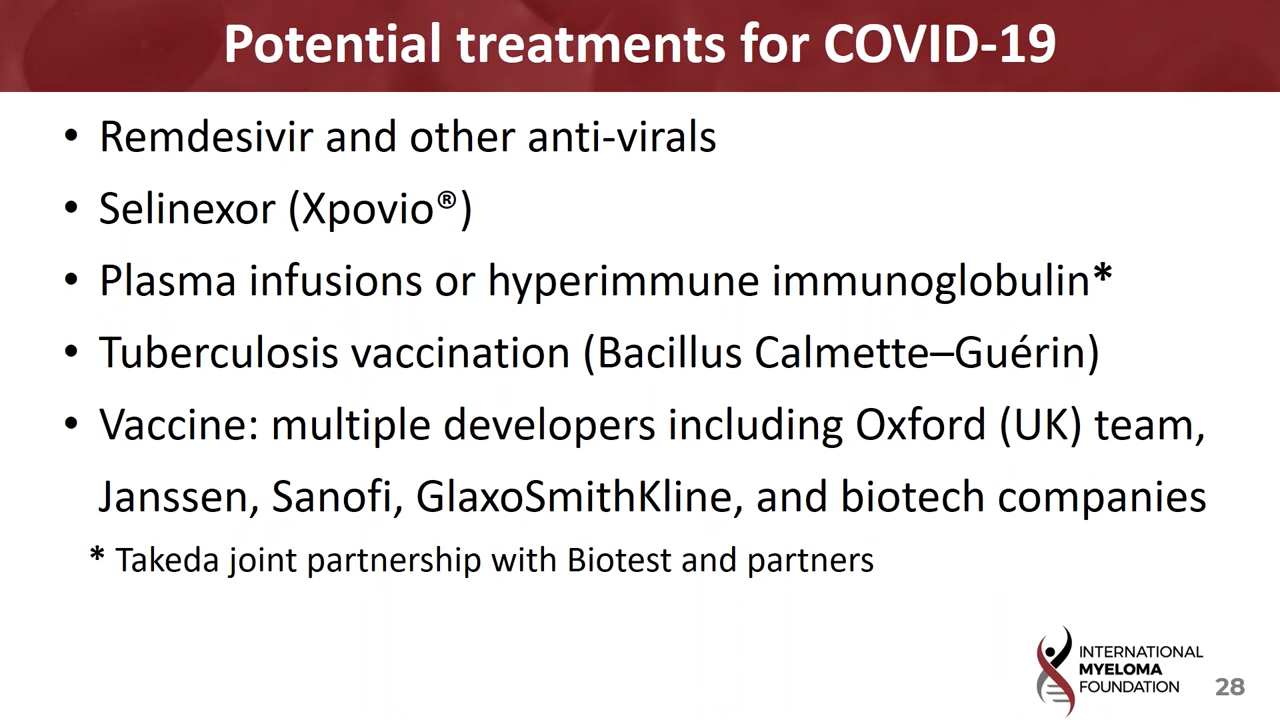 Potential treatments for COVID-19
• Remdesivir and other anti-virals
• Selinexor (Xpovio®)
• Plasma infusions or hyperimmune immunoglobulin*
• Tuberculosis vaccination (Bacillus Calmette–Guérin)
• Vaccine: multiple developers including Oxford (UK) team,
Janssen, Sanofi, GlaxoSmithKline, and biotech companies
* Takeda joint partnership with Biotest and partners
INTERNATIONAL
MYELOMA
FOUNDATION
28